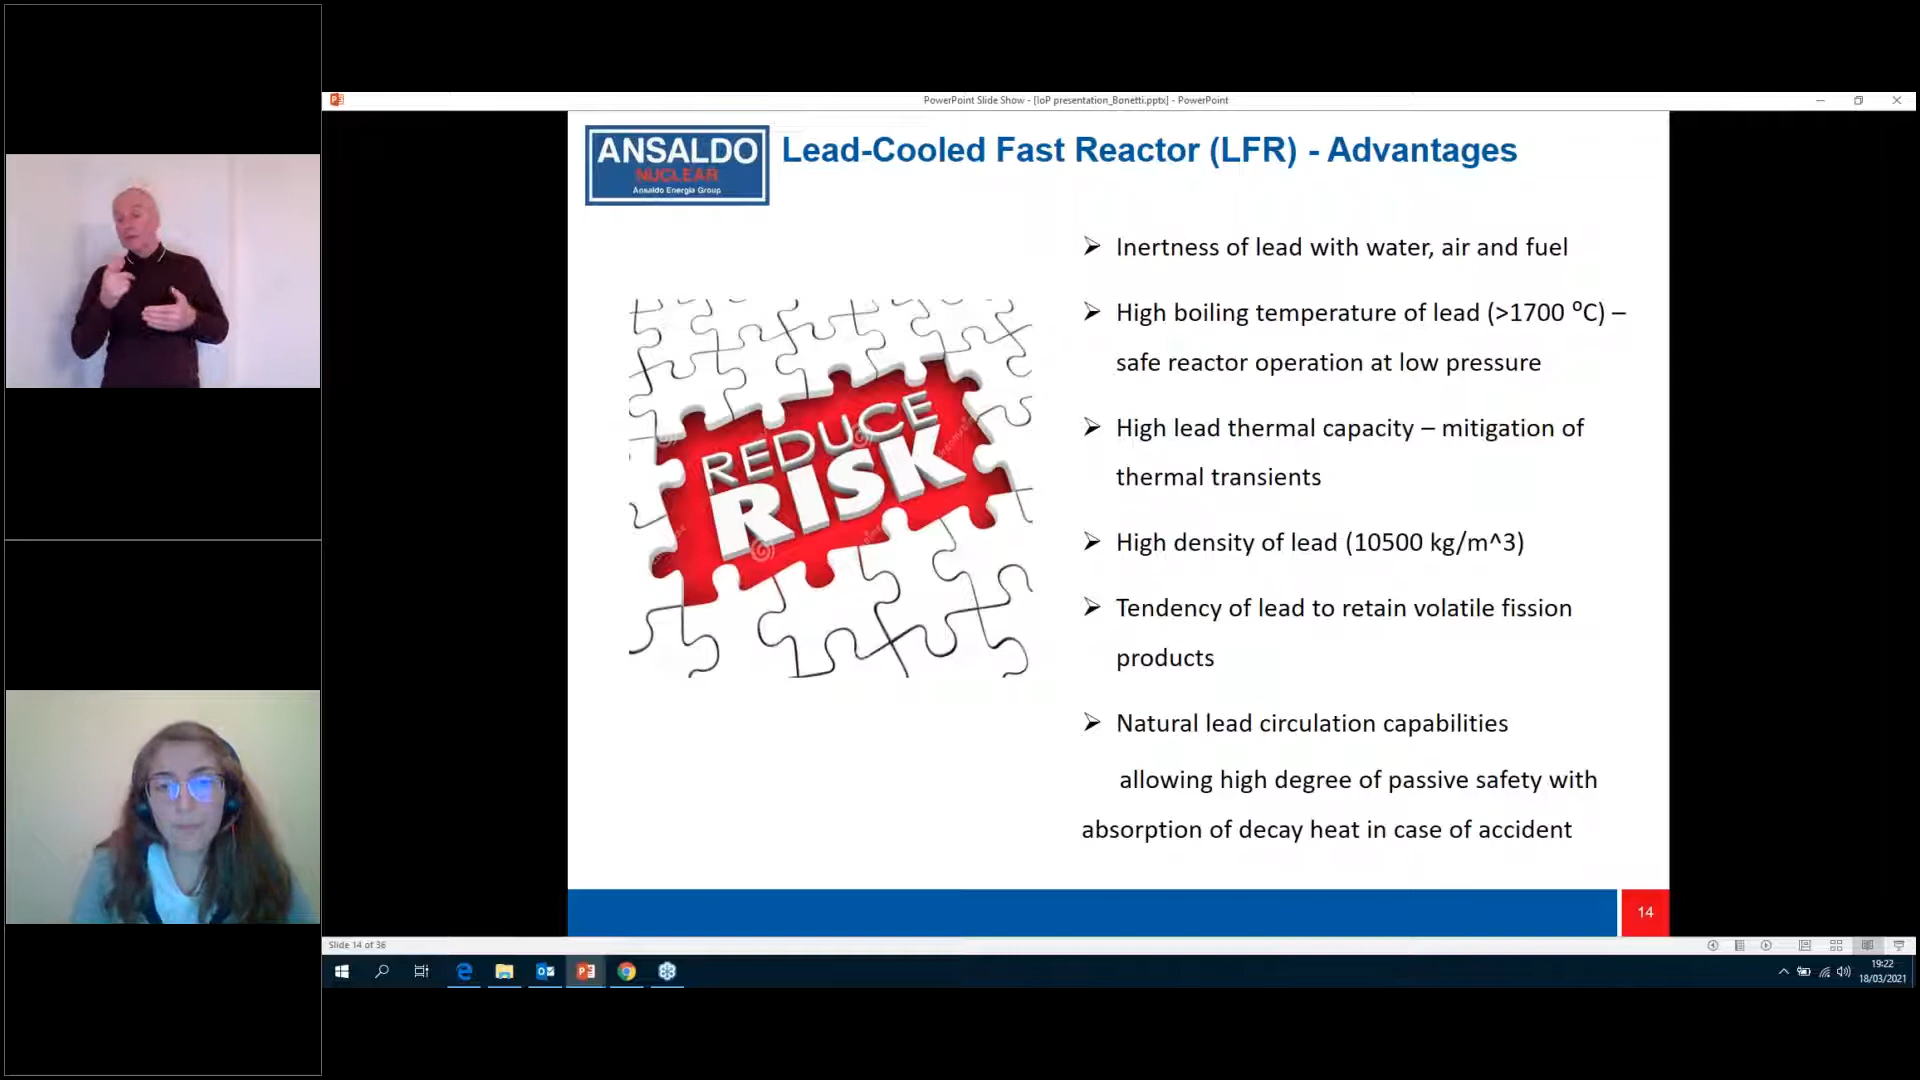 PowerPoint Slide Show - [IoP presentation_Bonetti.pptx] - PowerPoint
ANSALDO
NUCLEAR
Ansaldo Energia Group
Lead-Cooled Fast Reactor (LFR) - Advantages
REDUCE
RISK
➢ Inertness of lead with water, air and fuel
➢ High boiling temperature of lead (>1700 ⁰C) –
safe reactor operation at low pressure
➢ High lead thermal capacity – mitigation of
thermal transients
➢ High density of lead (10500 kg/m^3)
➢ Tendency of lead to retain volatile fission
products
➢ Natural lead circulation capabilities
allowing high degree of passive safety with
absorption of decay heat in case of accident
14
Slide 14 of 36
19:22
18/03/2021